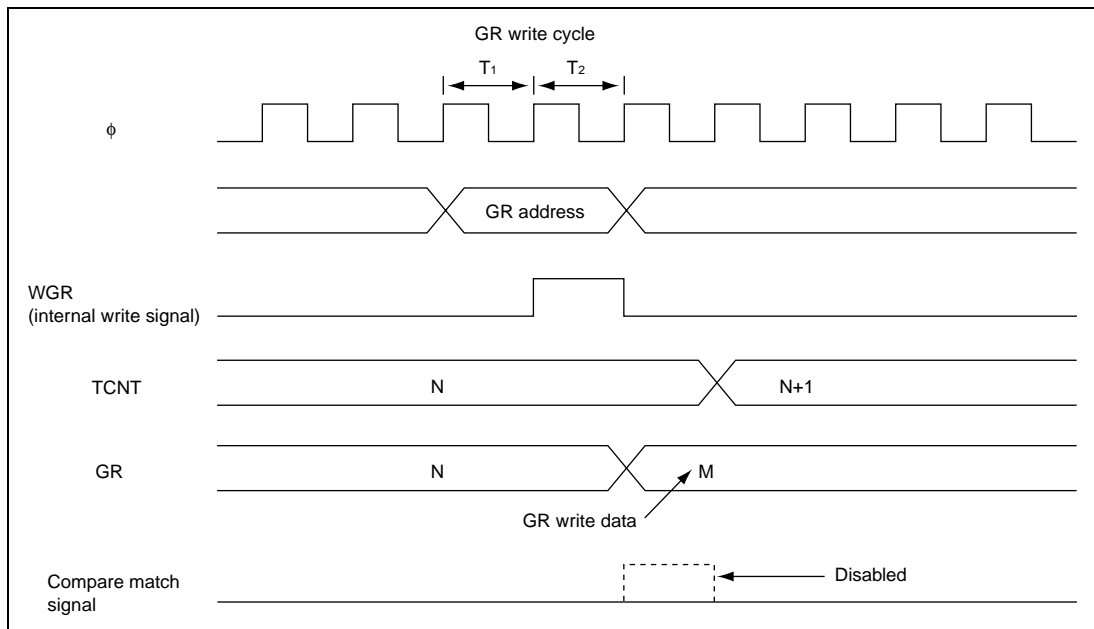 GR write cycle
T1 T2
ϕ
GR address
WGR
(internal write signal)
TCNT N N+1
GR N M
GR write data
Compare match
signal
Disabled